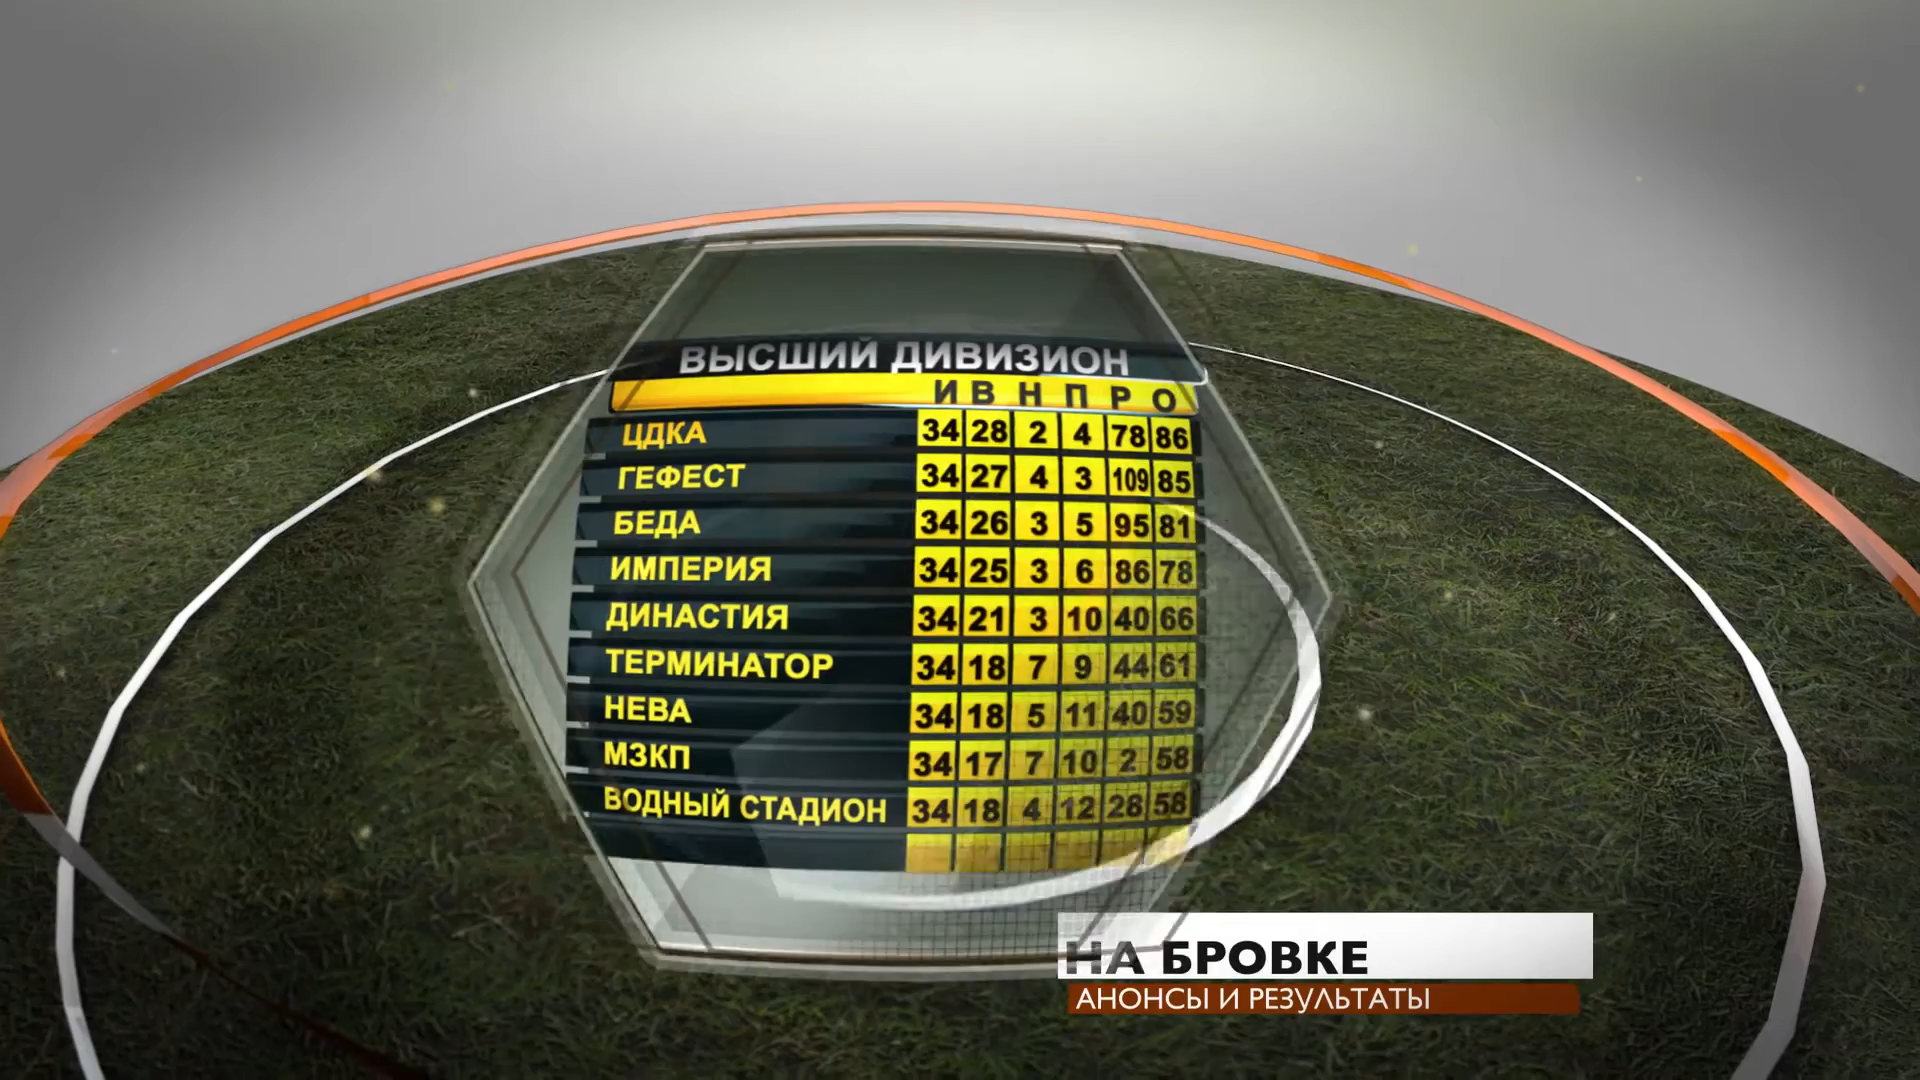 ВЫСШИЙ ДИВИЗИОН
И В Н П Р О
ЦДКА 34 28 2 4 78 86
ГЕФЕСТ 34 27 4 3 109 85
БЕДА 34 26 3 5 95 81
ИМПЕРИЯ 34 25 3 6 86 78
ДИНАСТИЯ 34 21 3 10 40 66
ТЕРМИНАТОР 34 18 7 9 44 61
НЕВА 34 18 5 11 40 59
МЗКП 34 17 7 10 2 58
ВОДНЫЙ СТАДИОН 34 18 4 12 28 58
НА БРОВКЕ
АНОНСЫ И РЕЗУЛЬТАТЫ